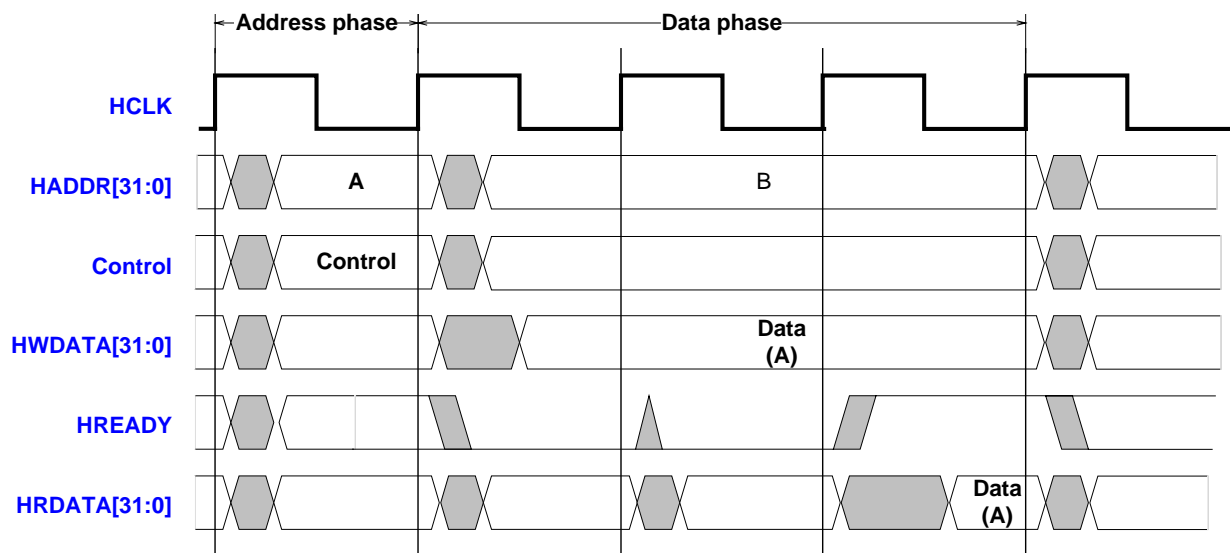 Address phase Data phase
HCLK
HADDR[31:0] A B
Control Control
HWDATA[31:0] Data
(A)
HREADY
HRDATA[31:0] Data
(A)